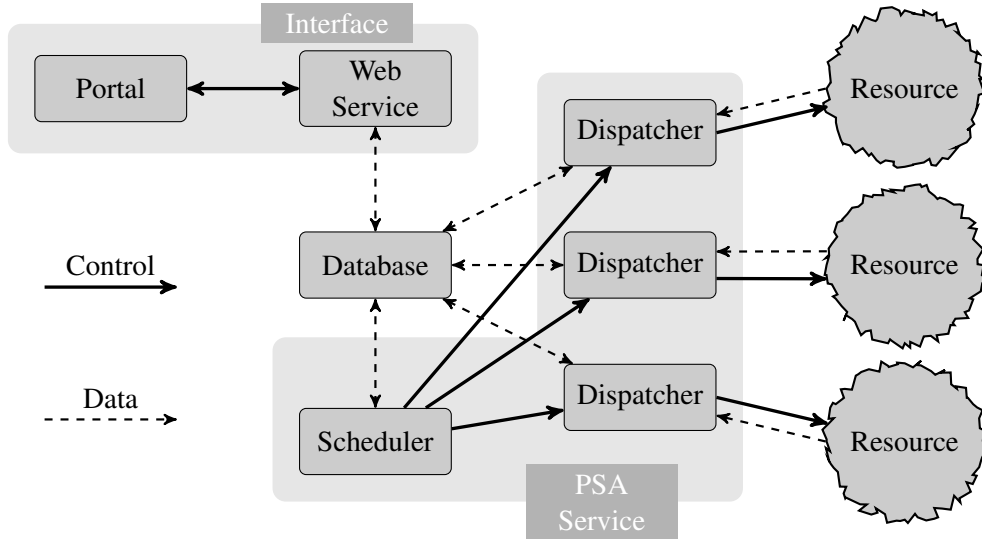 Interface
Portal
Web
Service
Dispatcher
Resource
Control
Database
Dispatcher
Resource
Data
Scheduler
Dispatcher
Resource
PSA
Service